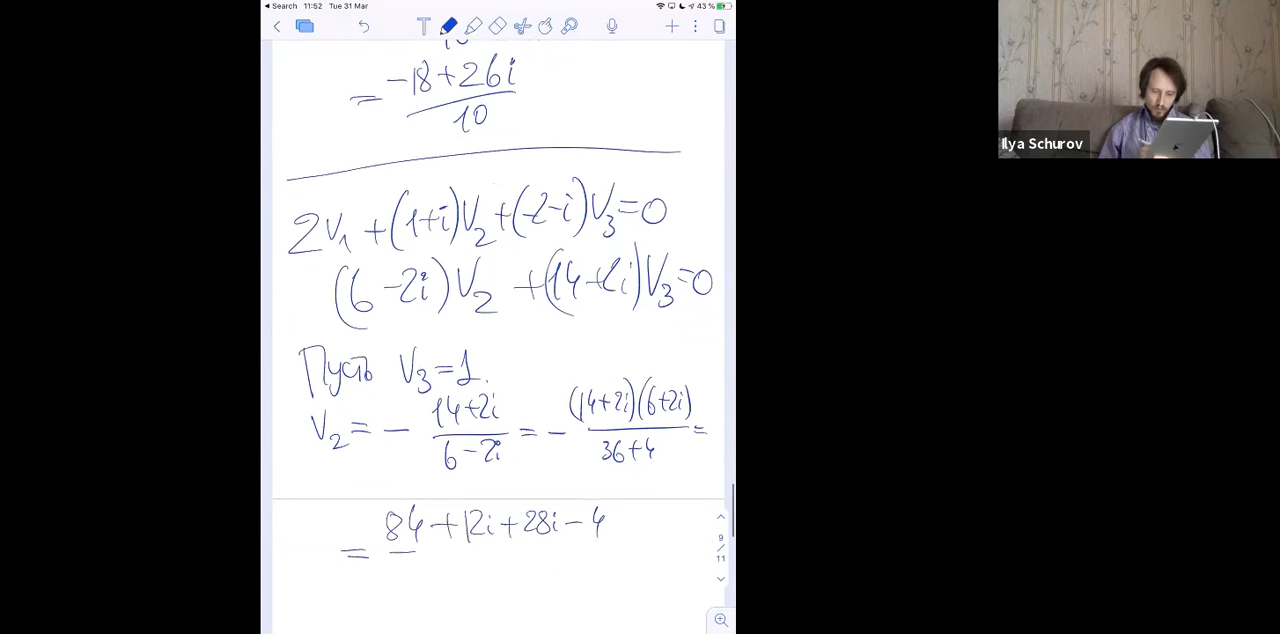 Search 11:52 Tue 31 Mar 43 %
T
= (-18+26i)/10
2V₁+(1+i)V₂+(-2-i)V₃=0
(6-2i)V₂+(14+2i)V₃=0
Пусть V₃=1.
V₂=-(14+2i)/(6-2i)=-((14+2i)(6+2i))/(36+4)=
=84+12i+28i-4
9
/
11
Ilya Schurov